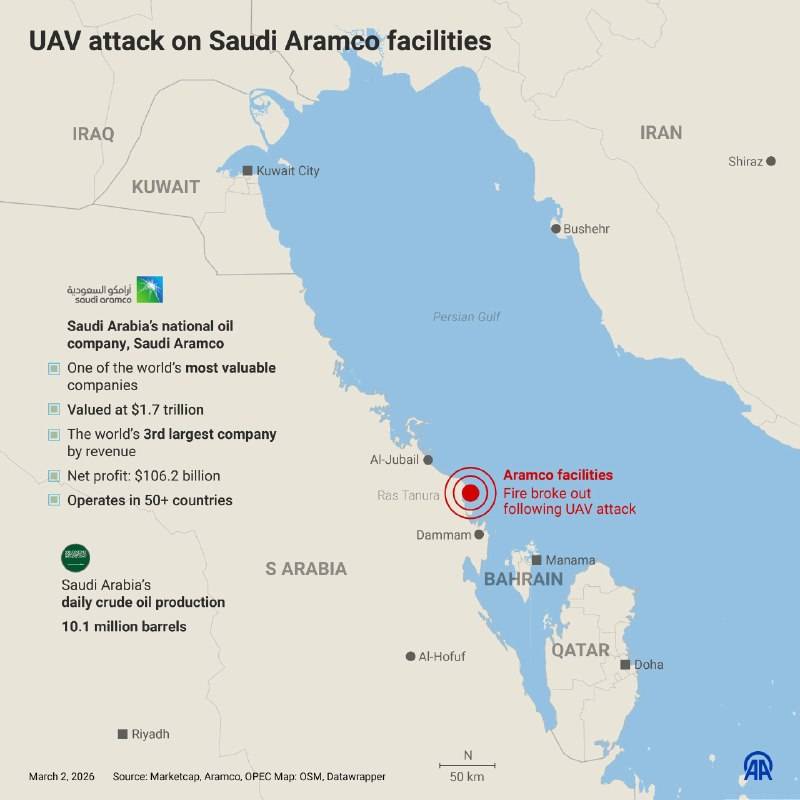 UAV attack on Saudi Aramco facilities
IRAQ
IRAN
Shiraz
Kuwait City
KUWAIT
Bushehr
أرامكو السعودية
saudi aramco
Persian Gulf
Saudi Arabia's national oil
company, Saudi Aramco
One of the world's most valuable
companies
Valued at $1.7 trillion
The world's 3rd largest company
by revenue
Net profit: $106.2 billion
Operates in 50+ countries
Al-Jubail
Aramco facilities
Fire broke out
following UAV attack
Ras Tanura
Dammam
Manama
BAHRAIN
S ARABIA
Saudi Arabia's
daily crude oil production
10.1 million barrels
QATAR
Al-Hofuf
Doha
Riyadh
N
50 km
March 2, 2026
Source: Marketcap, Aramco, OPEC Map: OSM, Datawrapper
AA